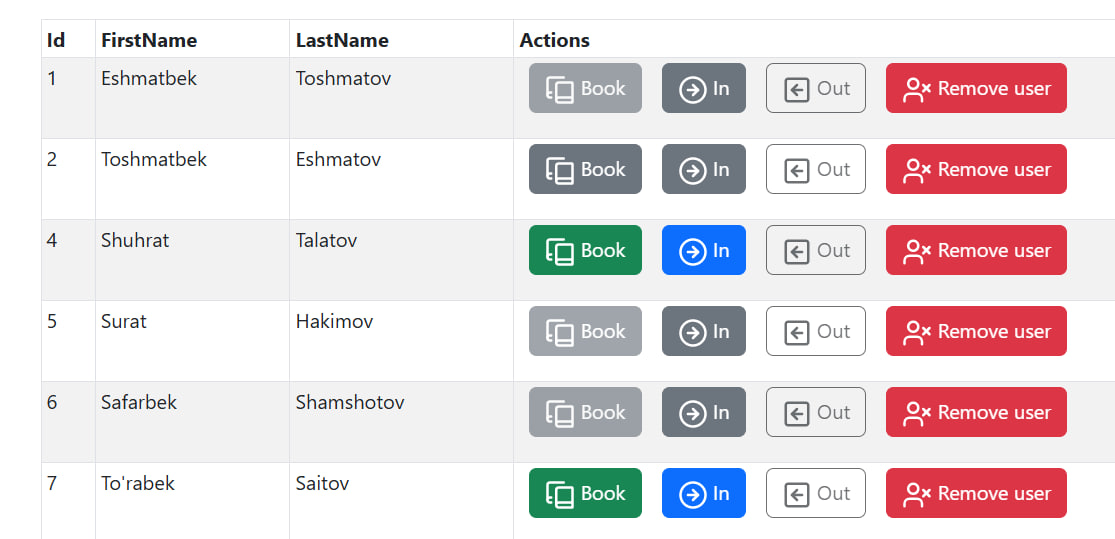 Id FirstName LastName Actions
1 Eshmatbek Toshmatov Book In Out Remove user
2 Toshmatbek Eshmatov Book In Out Remove user
4 Shuhrat Talatov Book In Out Remove user
5 Surat Hakimov Book In Out Remove user
6 Safarbek Shamshotov Book In Out Remove user
7 To'rabek Saitov Book In Out Remove user